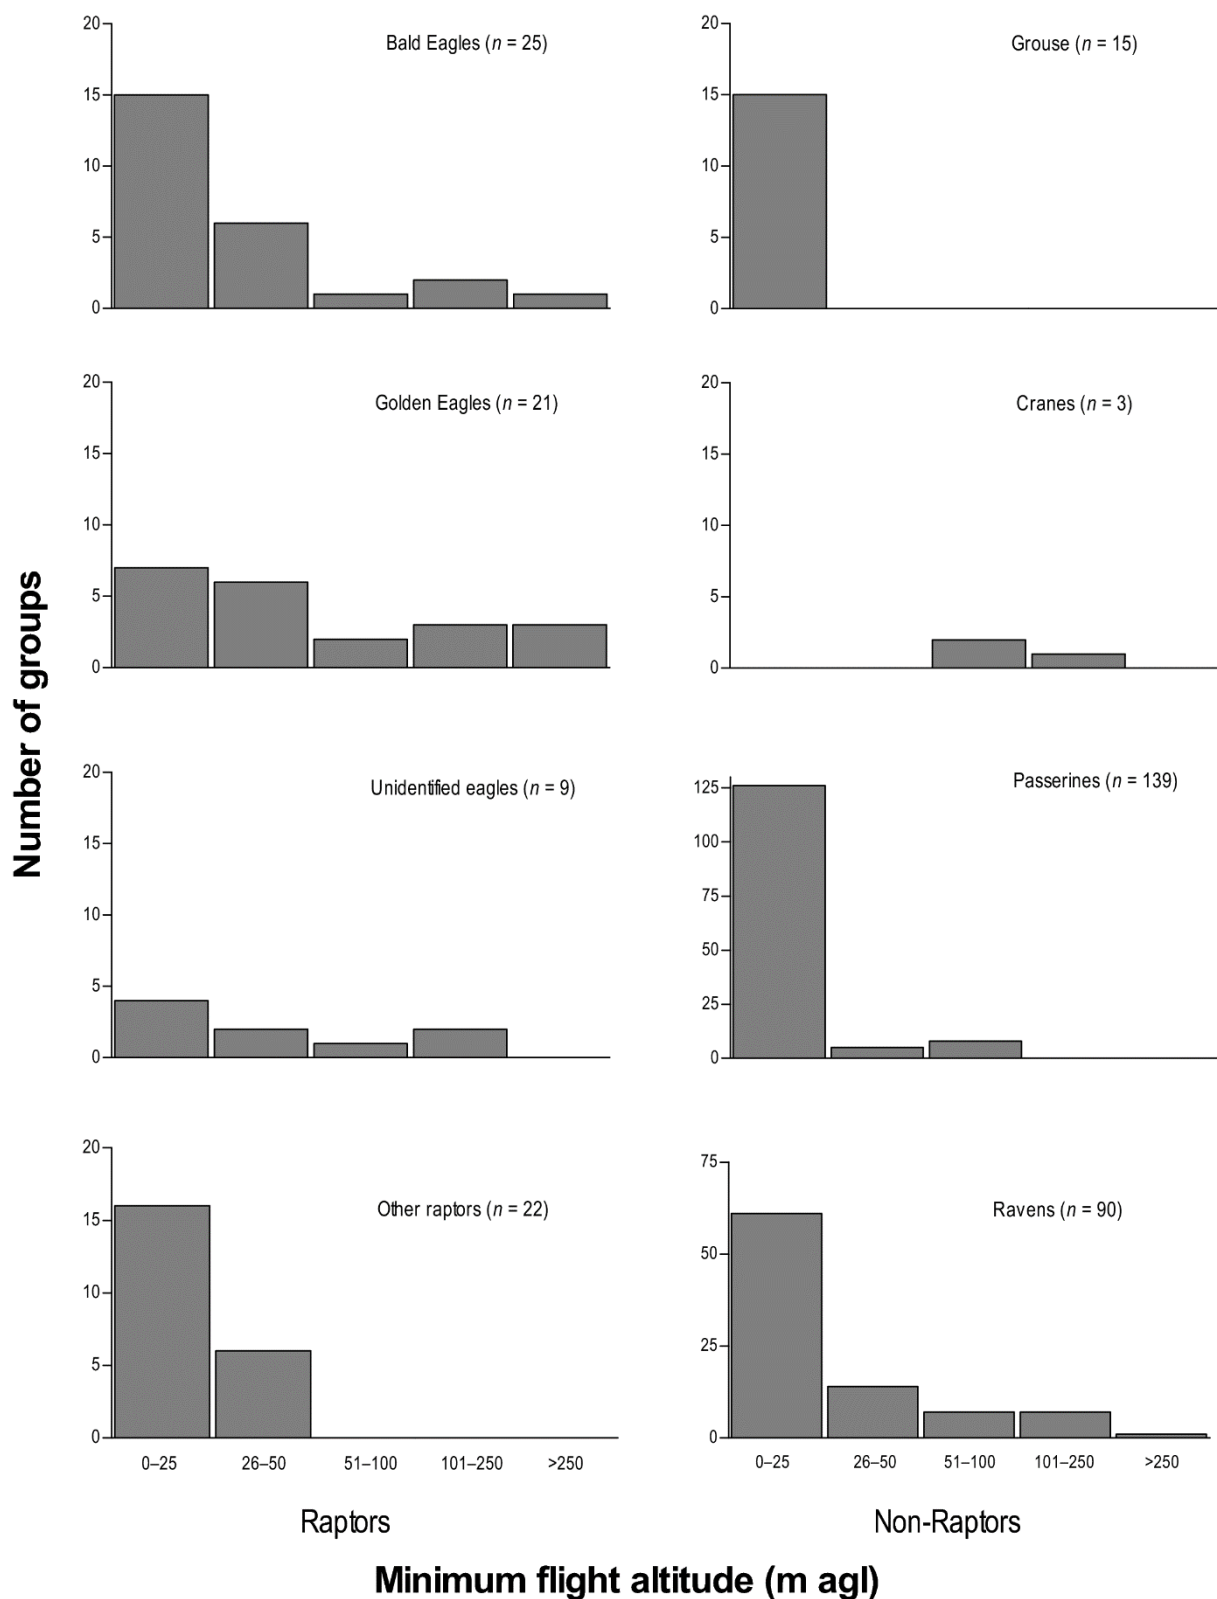 Number of groups
Bald Eagles (n = 25)
20
15
10
5
0
Grouse (n = 15)
20
15
10
5
0
Golden Eagles (n = 21)
20
15
10
5
0
Cranes (n = 3)
20
15
10
5
0
Unidentified eagles (n = 9)
20
15
10
5
0
Passerines (n = 139)
125
100
75
50
25
0
Other raptors (n = 22)
20
15
10
5
0
0–25 26–50 51–100 101–250 >250
Raptors
Ravens (n = 90)
75
50
25
0
0–25 26–50 51–100 101–250 >250
Non-Raptors
Minimum flight altitude (m agl)